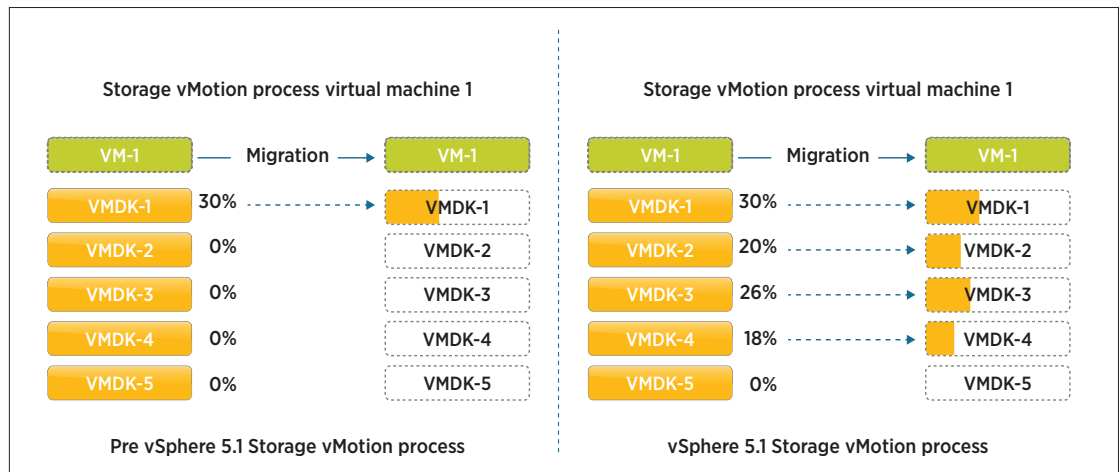 Storage vMotion process virtual machine 1
VM-1 Migration VM-1
VMDK-1 30% VMDK-1
VMDK-2 0% VMDK-2
VMDK-3 0% VMDK-3
VMDK-4 0% VMDK-4
VMDK-5 0% VMDK-5
Pre vSphere 5.1 Storage vMotion process
Storage vMotion process virtual machine 1
VM-1 Migration VM-1
VMDK-1 30% VMDK-1
VMDK-2 20% VMDK-2
VMDK-3 26% VMDK-3
VMDK-4 18% VMDK-4
VMDK-5 0% VMDK-5
vSphere 5.1 Storage vMotion process